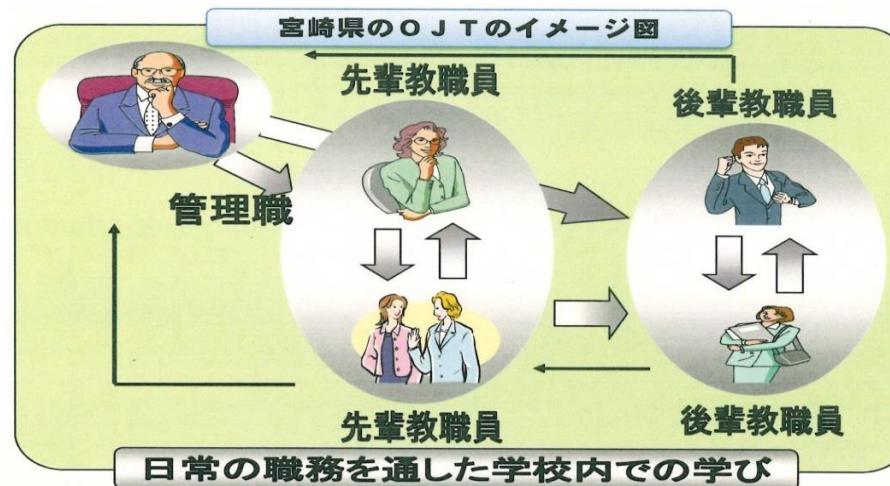 宮崎県のＯＪＴのイメージ図
先輩教職員
後輩教職員
管理職
先輩教職員
後輩教職員
日常の職務を通した学校内での学び